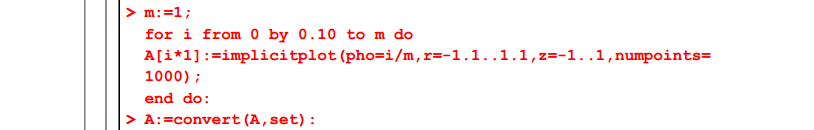 > m:=1;
for i from 0 by 0.10 to m do
A[i*1]:=implicitplot(pho=i/m,r=-1.1..1.1,z=-1..1,numpoints=
1000);
end do:
> A:=convert(A,set):